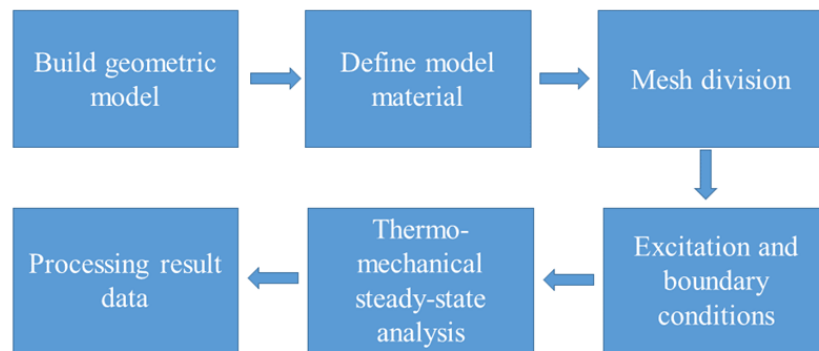 Build geometric
model
Define model
material
Mesh division
Excitation and
boundary
conditions
Thermo-
mechanical
steady-state
analysis
Processing result
data